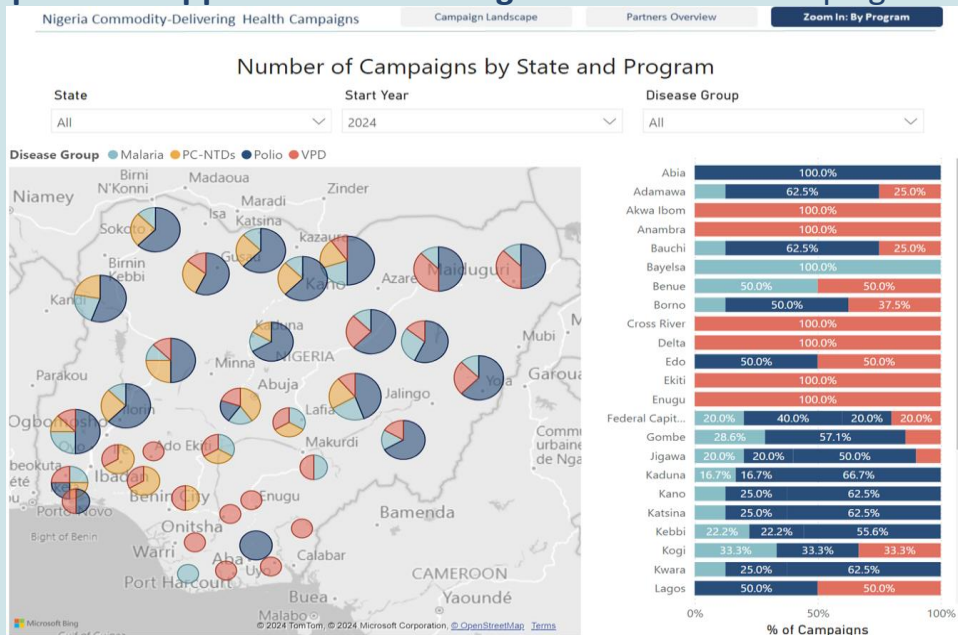 Nigeria Commodity-Delivering Health Campaigns
Campaign Landscape
Partners Overview
Zoom In: By Program
Number of Campaigns by State and Program
State
Start Year
Disease Group
All
2024
All
Disease Group Malaria PC-NTDs Polio VPD
Niamey
Birni
N'Konni
Madaoua
Maradi
Zinder
Isa
Katsina
Sokoto
Gusau
kazaure
Birnin
Kebbi
Kano
Azare
Maiduguri
Kandi
Kaduna
Mubi
Minna
NIGERIA
Parakou
Abuja
Jalingo
Yola
Garoua
Lafia
Ogbomosho
Ilorin
Oyo
Ado Ekiti
Makurdi
Commu
urbaine
de Nga
beokuta
Ibadan
été
Benin City
Enugu
Porto-Novo
Bamenda
Bight of Benin
Onitsha
Warri
Aba
Calabar
Uyo
Port Harcourt
CAMEROON
Buea
Yaoundé
Malabo
Microsoft Bing
© 2024 TomTom, © 2024 Microsoft Corporation, © OpenStreetMap Terms
Abia 100.0%
Adamawa 62.5% 25.0%
Akwa Ibom 100.0%
Anambra 100.0%
Bauchi 62.5% 25.0%
Bayelsa 100.0%
Benue 50.0% 50.0%
Borno 50.0% 37.5%
Cross River 100.0%
Delta 100.0%
Edo 50.0% 50.0%
Ekiti 100.0%
Enugu 100.0%
Federal Capit... 20.0% 40.0% 20.0% 20.0%
Gombe 28.6% 57.1%
Jigawa 20.0% 20.0% 50.0%
Kaduna 16.7% 16.7% 66.7%
Kano 25.0% 62.5%
Katsina 25.0% 62.5%
Kebbi 22.2% 22.2% 55.6%
Kogi 33.3% 33.3% 33.3%
Kwara 25.0% 62.5%
Lagos 50.0% 50.0%
0% 50% 100%
% of Campaigns